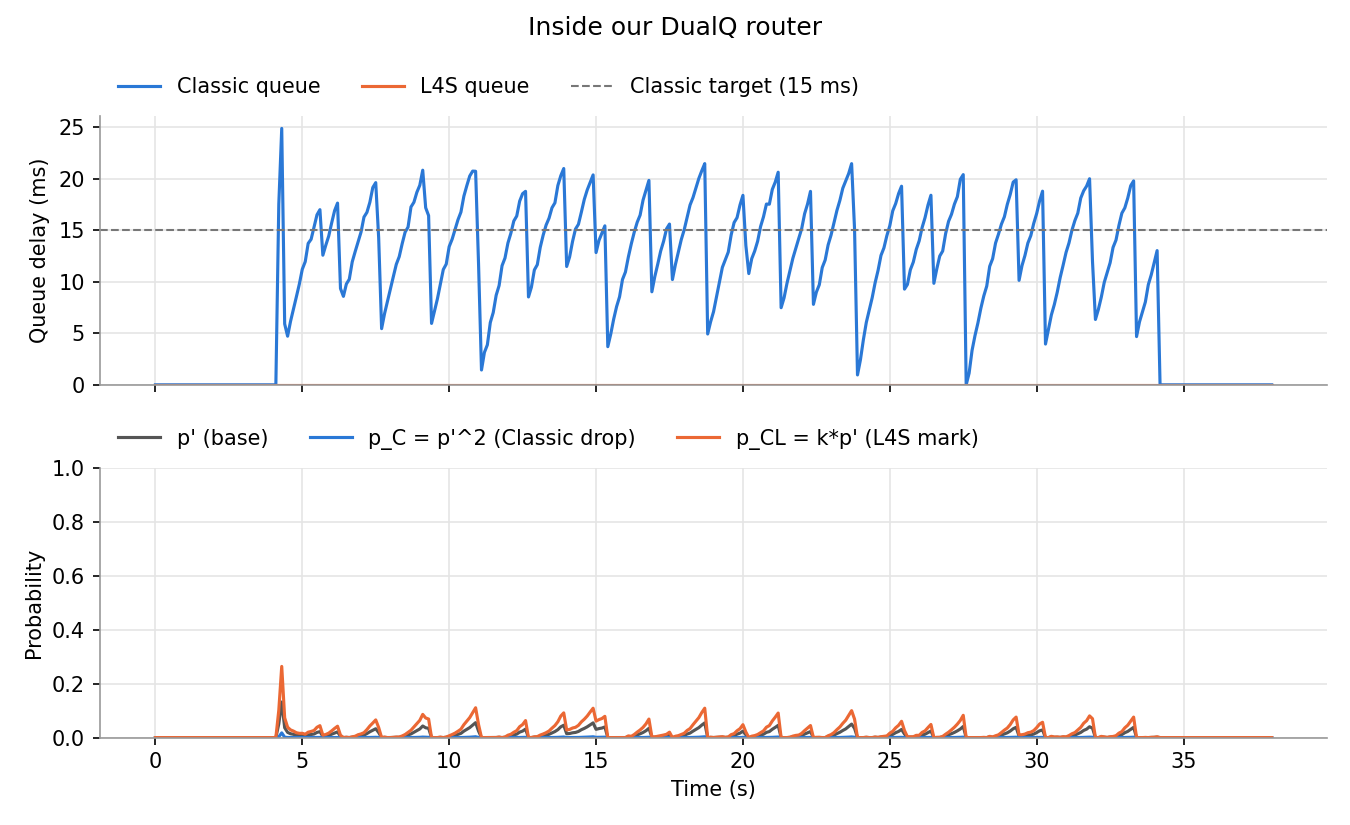 Inside our DualQ router
Classic queue L4S queue Classic target (15 ms)
25
20
15
10
5
0
Queue delay (ms)
p' (base) p_C = p'^2 (Classic drop) p_CL = k*p' (L4S mark)
1.0
0.8
0.6
0.4
0.2
0.0
Probability
0 5 10 15 20 25 30 35
Time (s)